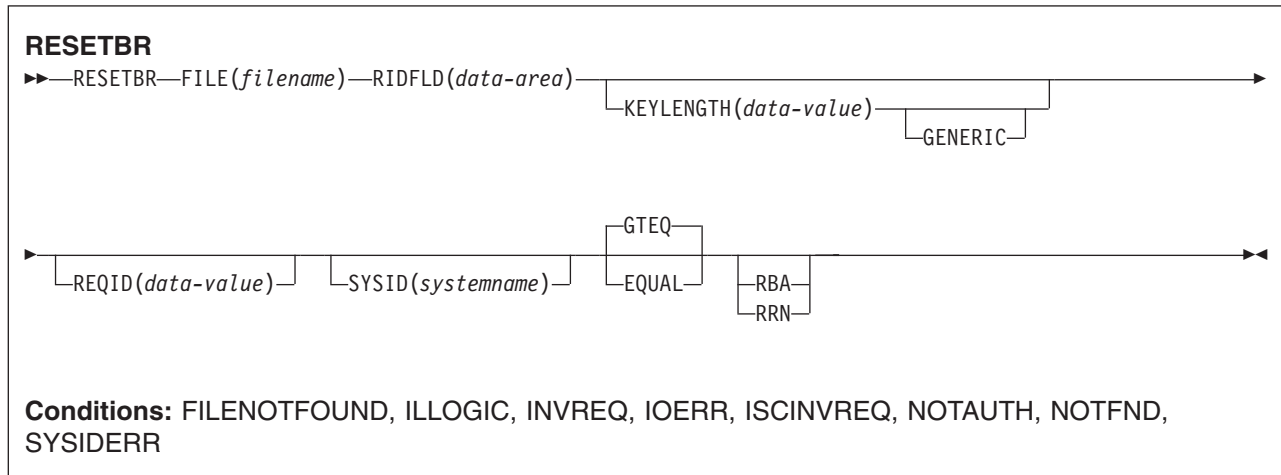 RESETBR
RESETBR FILE(filename) RIDFLD(data-area)
KEYLENGTH(data-value)
GENERIC
GTEQ
REQID(data-value) SYSID(systemname) EQUAL RBA
RRN
Conditions: FILENOTFOUND, ILLOGIC, INVREQ, IOERR, ISCINVREQ, NOTAUTH, NOTFND,
SYSIDERR